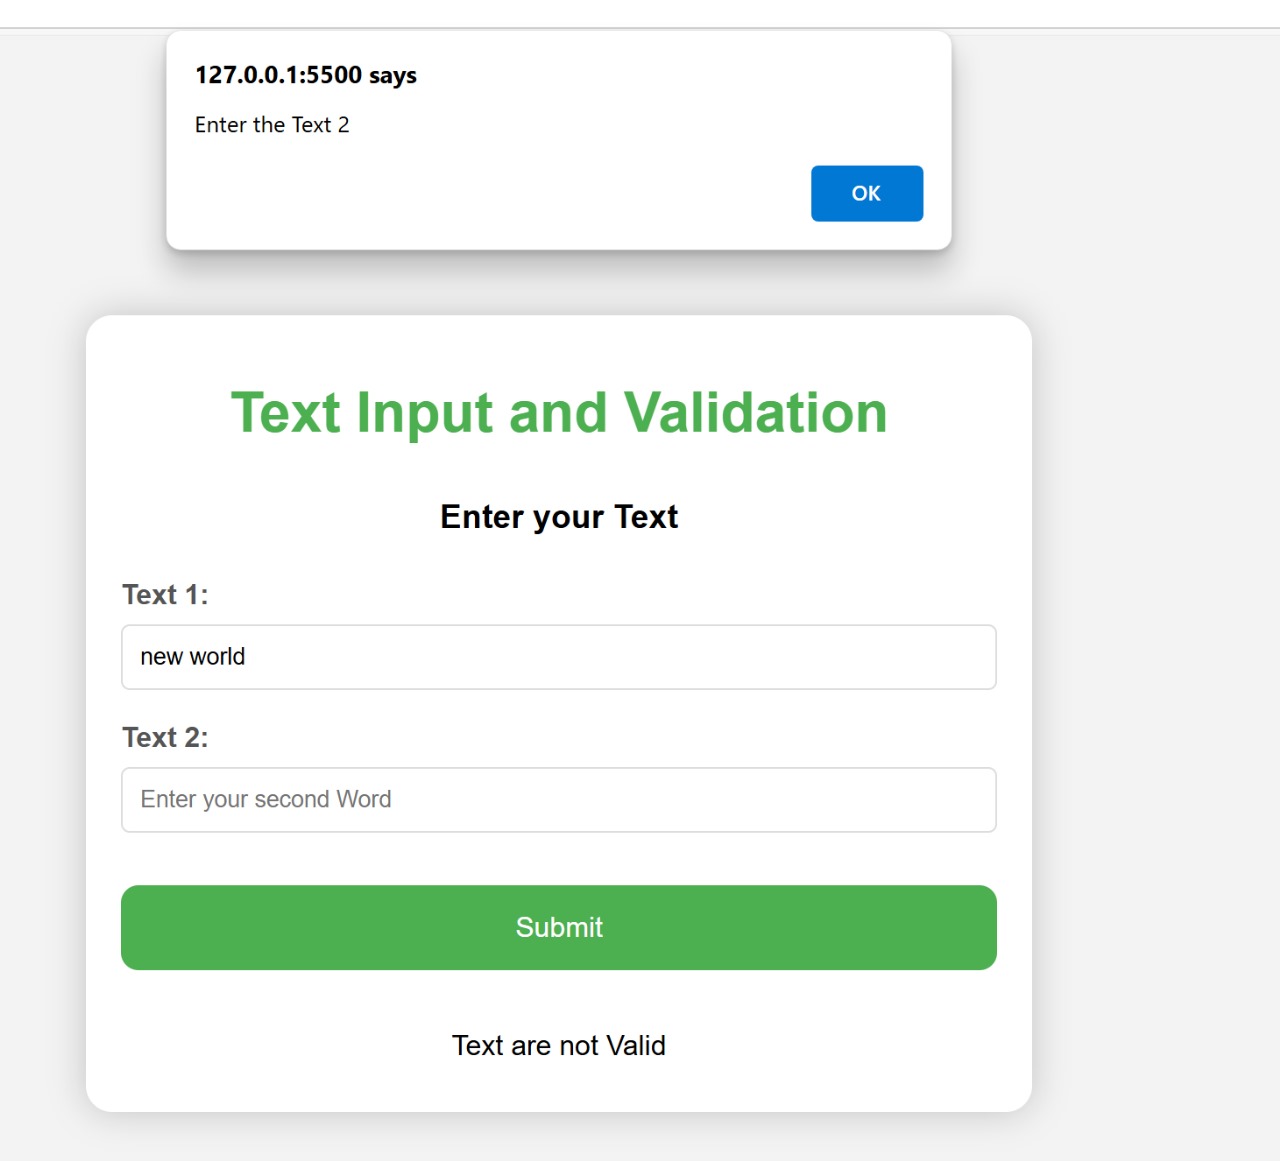 127.0.0.1:5500 says
Enter the Text 2
OK
Text Input and Validation
Enter your Text
Text 1:
new world
Text 2:
Enter your second Word
Submit
Text are not Valid